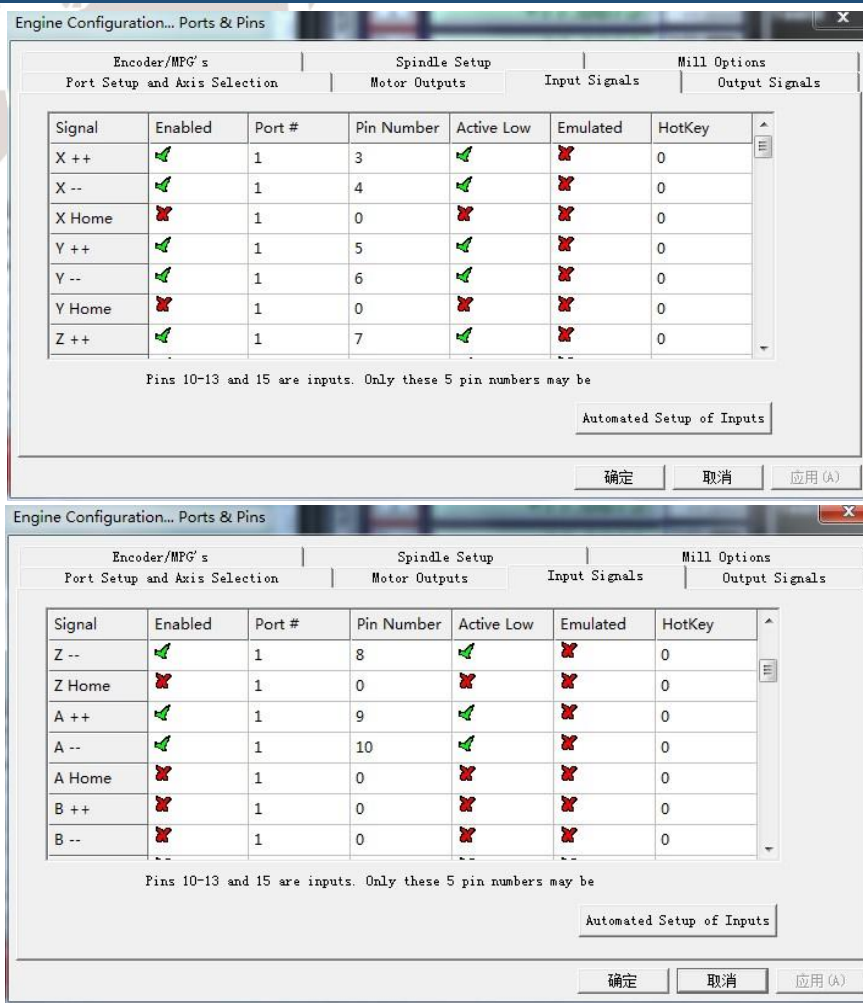 Engine Configuration... Ports & Pins
Encoder/MPG's Spindle Setup Mill Options
Port Setup and Axis Selection Motor Outputs Input Signals Output Signals
Signal Enabled Port # Pin Number Active Low Emulated HotKey
X ++ 1 3 0
X -- 1 4 0
X Home 1 0 0
Y ++ 1 5 0
Y -- 1 6 0
Y Home 1 0 0
Z ++ 1 7 0
Pins 10-13 and 15 are inputs. Only these 5 pin numbers may be
Automated Setup of Inputs
确定 取消 应用(A)
Engine Configuration... Ports & Pins
Encoder/MPG's Spindle Setup Mill Options
Port Setup and Axis Selection Motor Outputs Input Signals Output Signals
Signal Enabled Port # Pin Number Active Low Emulated HotKey
Z -- 1 8 0
Z Home 1 0 0
A ++ 1 9 0
A -- 1 10 0
A Home 1 0 0
B ++ 1 0 0
B -- 1 0 0
Pins 10-13 and 15 are inputs. Only these 5 pin numbers may be
Automated Setup of Inputs
确定 取消 应用(A)